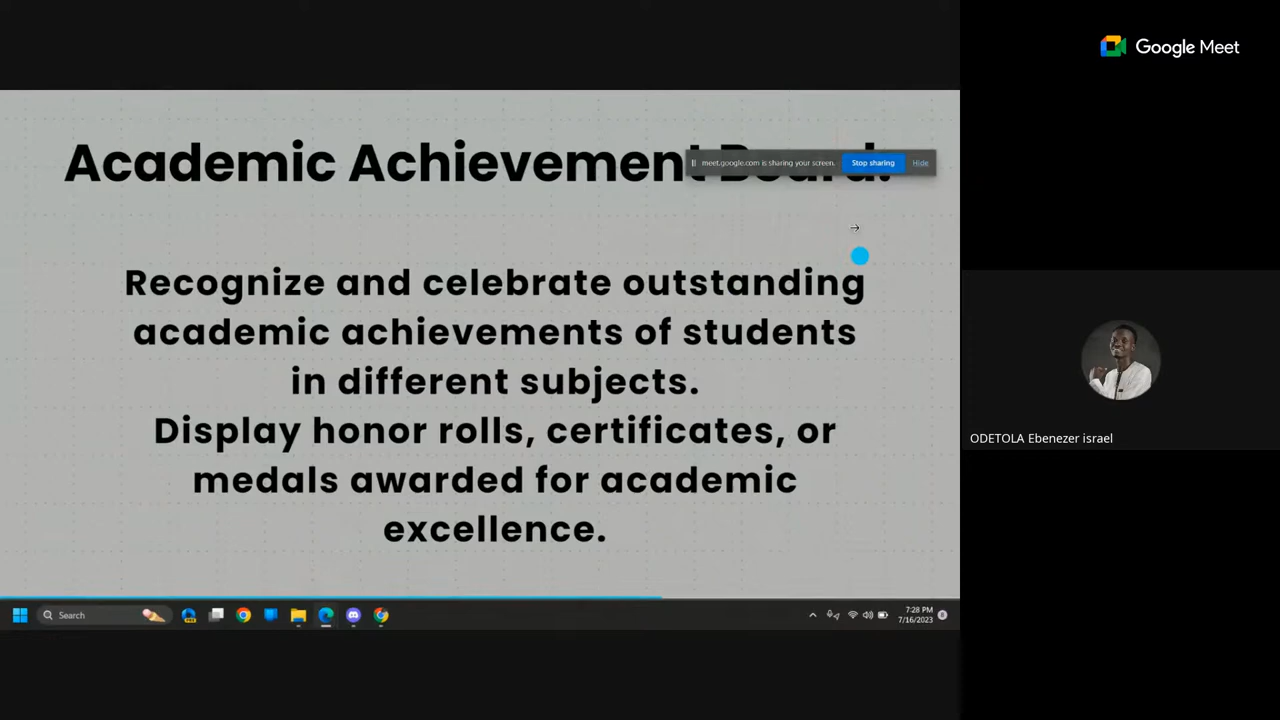 Google Meet
Academic Achievement Board:
meet.google.com is sharing your screen.
Stop sharing
Hide
Recognize and celebrate outstanding
academic achievements of students
in different subjects.
Display honor rolls, certificates, or
medals awarded for academic
excellence.
ODETOLA Ebenezer israel
Search
7:28 PM
7/16/2023